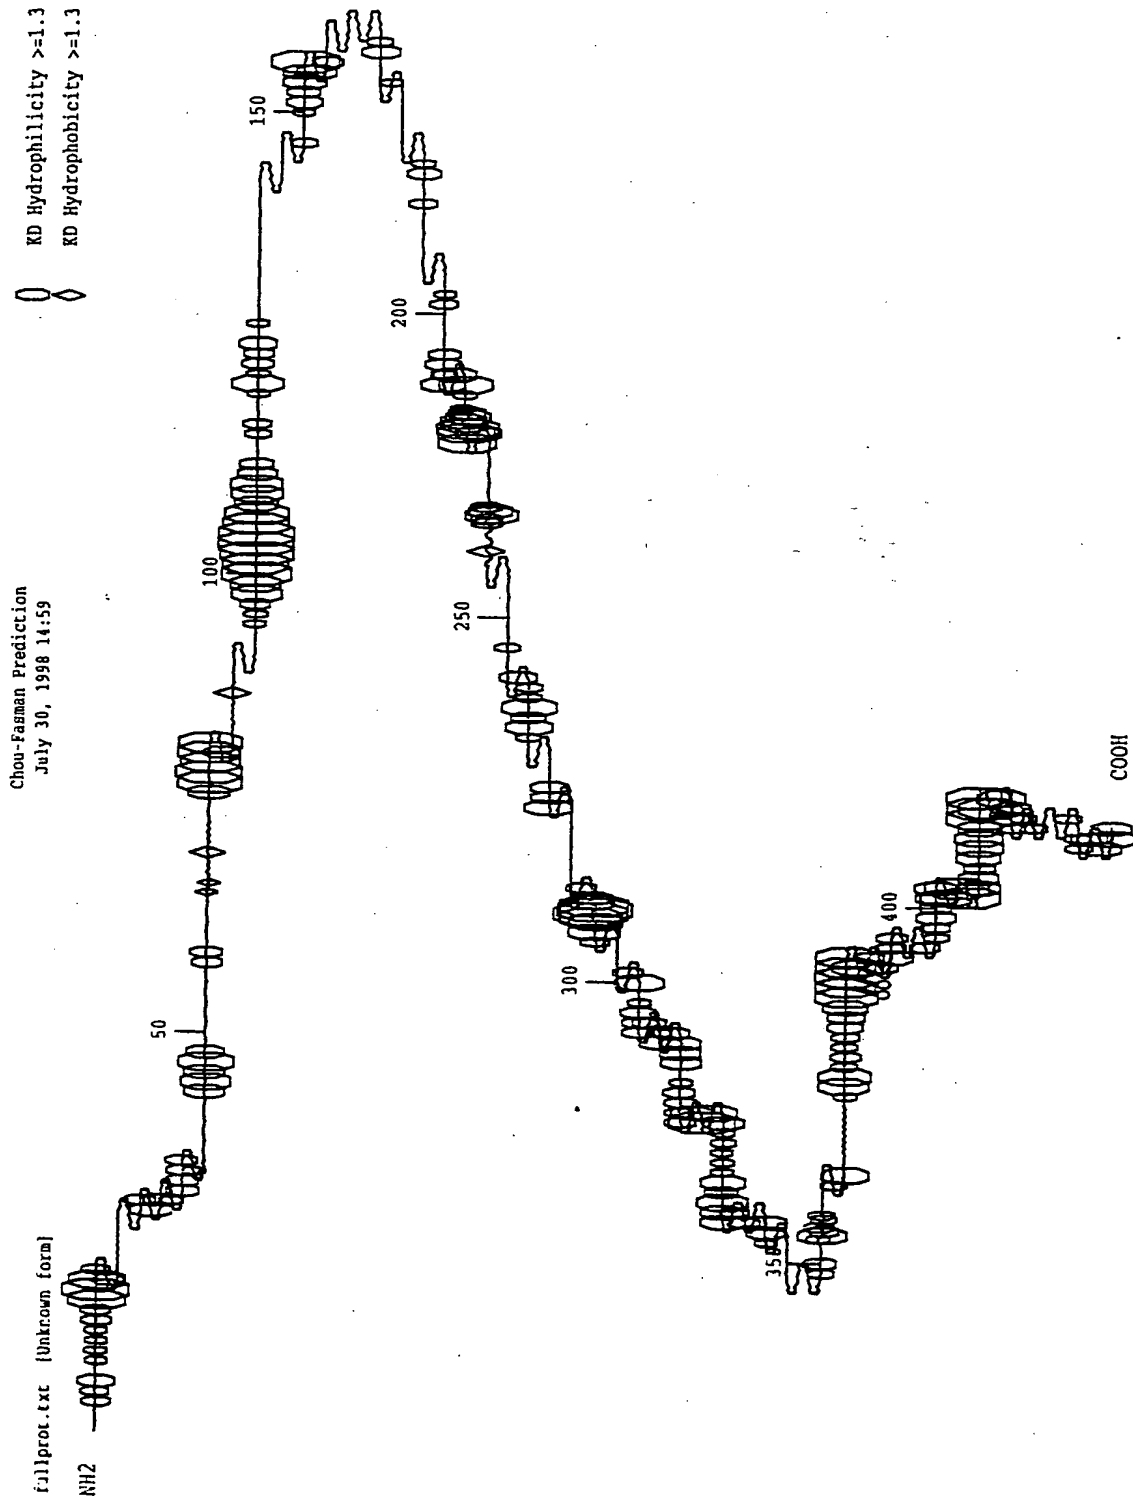 Chou-Fasman Prediction
July 30, 1998 14:59
fullprot.txt [Unknown form]
KD Hydrophilicity >=1.3
KD Hydrophobicity >=1.3
NH2
50
100
150
200
250
300
350
400
COOH